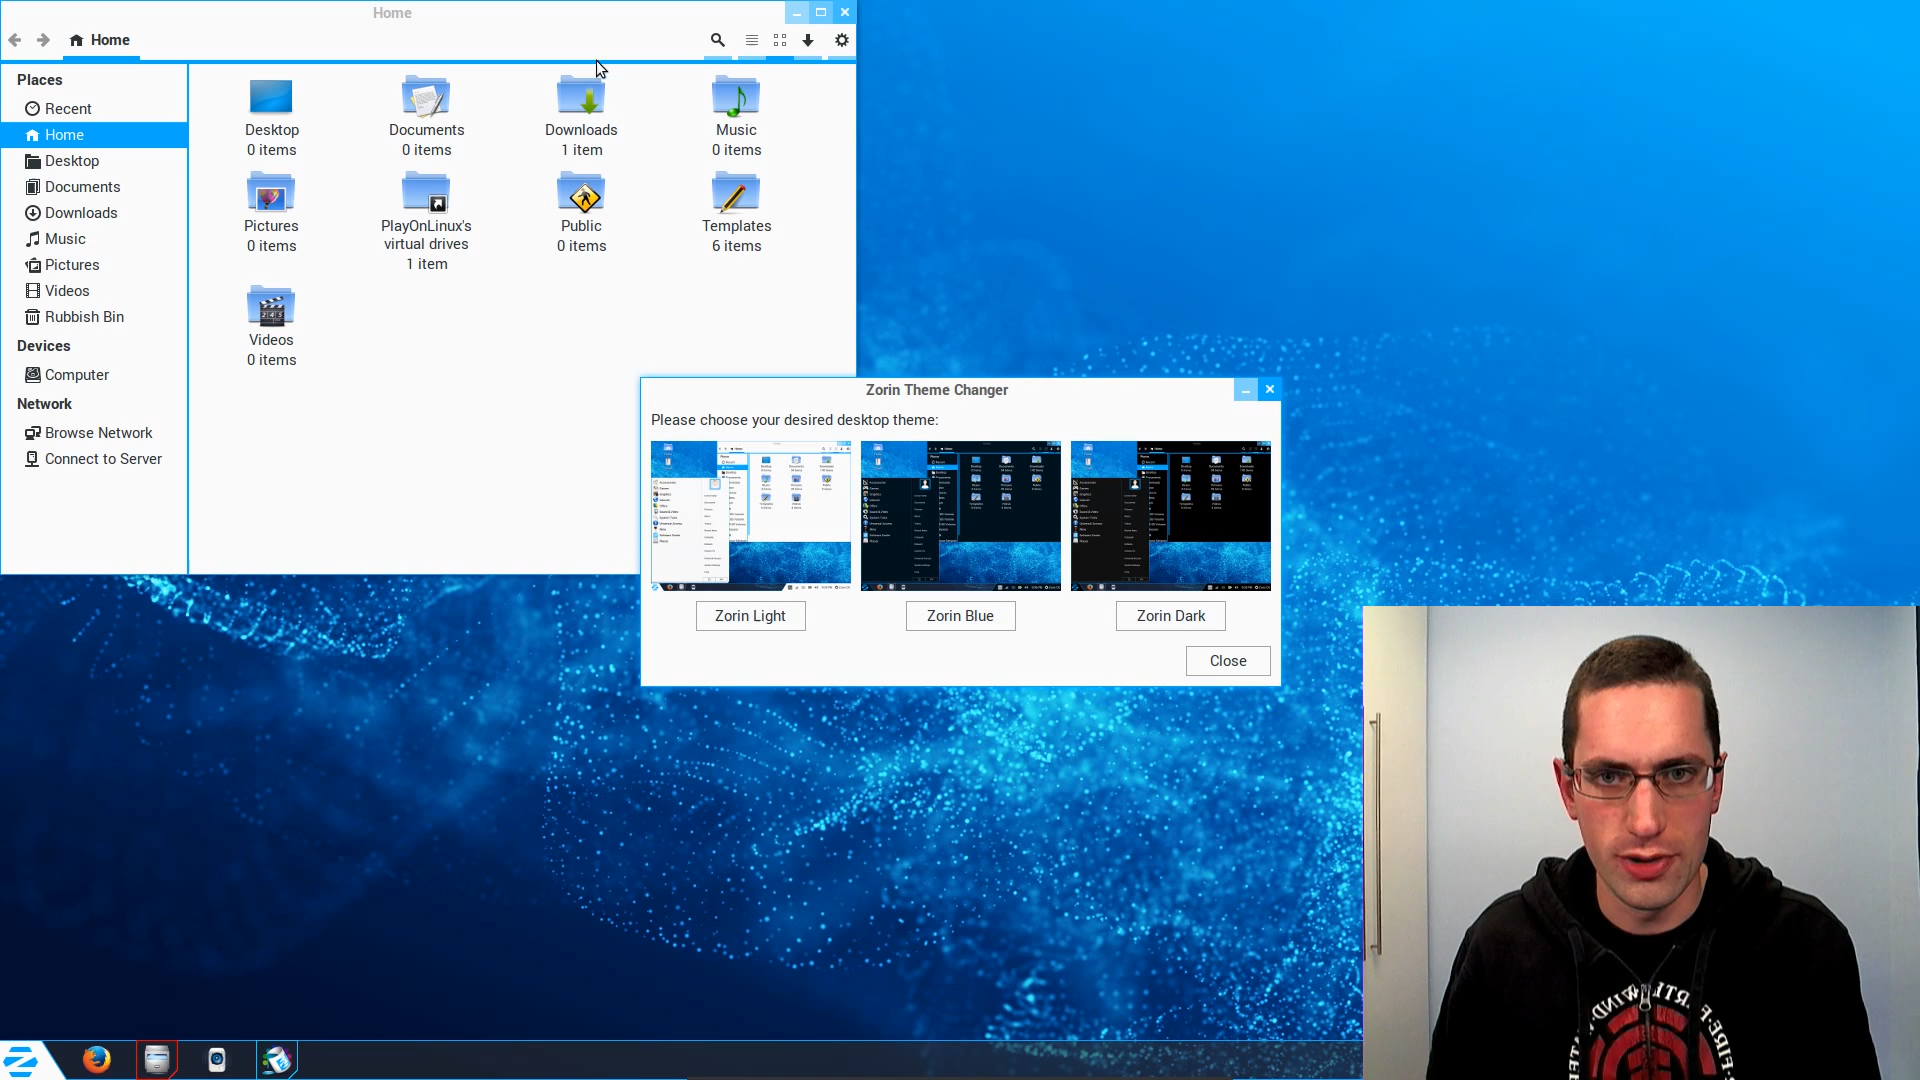 Home
Home
Places
Recent
Home
Desktop
Documents
Downloads
Music
Pictures
Videos
Rubbish Bin
Devices
Computer
Network
Browse Network
Connect to Server
Desktop
0 items
Documents
0 items
Downloads
1 item
Music
0 items
Pictures
0 items
PlayOnLinux's
virtual drives
1 item
Public
0 items
Templates
6 items
Videos
0 items
Zorin Theme Changer
Please choose your desired desktop theme:
Zorin Light
Zorin Blue
Zorin Dark
Close